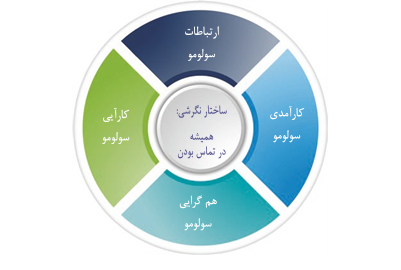 ارتباطات
سولومو
کارآمدی
سولومو
هم گرایی
سولومو
کارآیی
سولومو
ساختار نگرشی:
همیشه
در تماس بودن